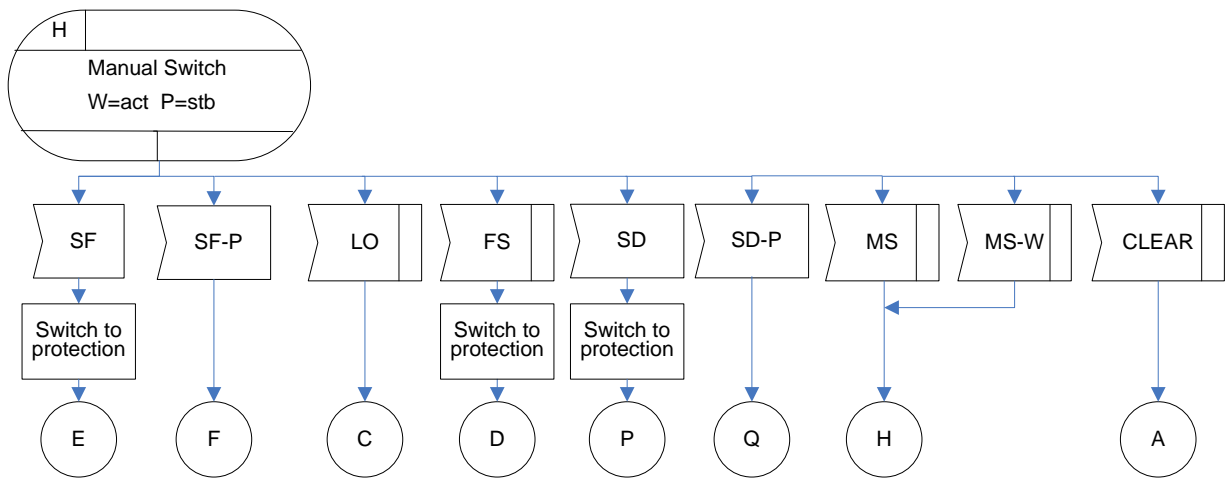 H
Manual Switch
W=act P=stb
SF
SF-P
LO
FS
SD
SD-P
MS
MS-W
CLEAR
Switch to
protection
Switch to
protection
Switch to
protection
E
F
C
D
P
Q
H
A